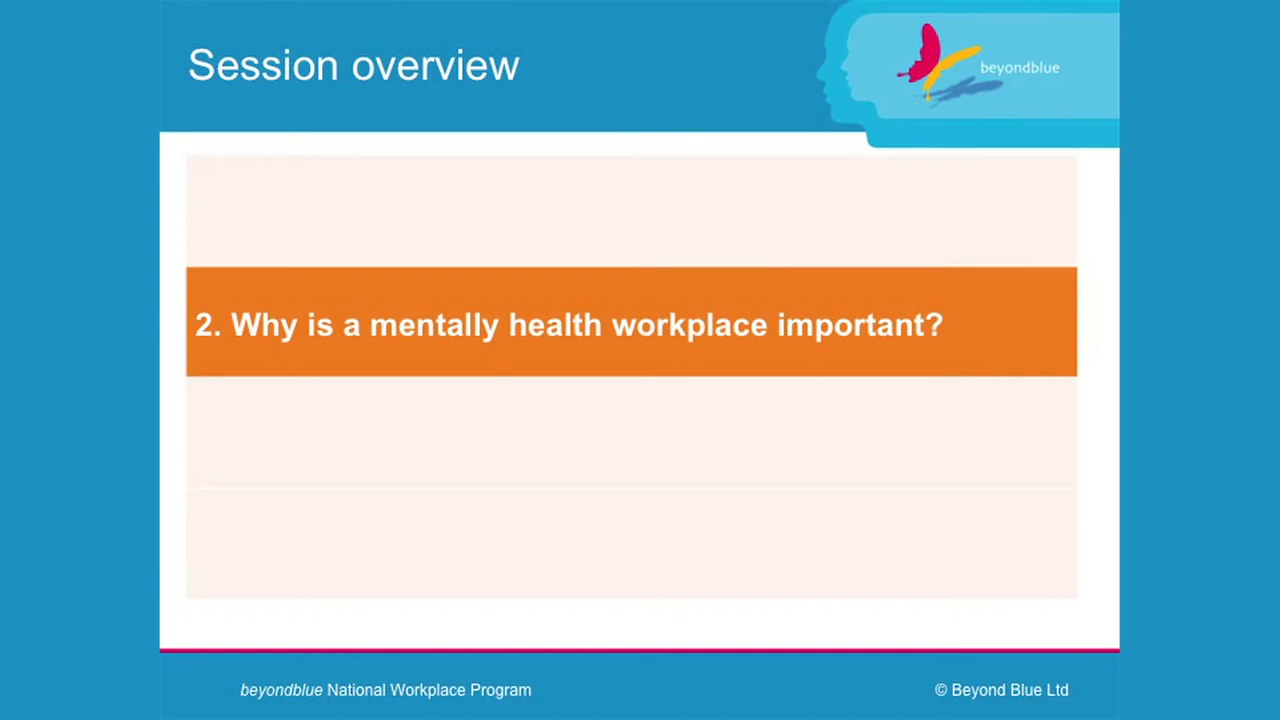 Session overview
beyondblue
2. Why is a mentally health workplace important?
beyondblue National Workplace Program
© Beyond Blue Ltd